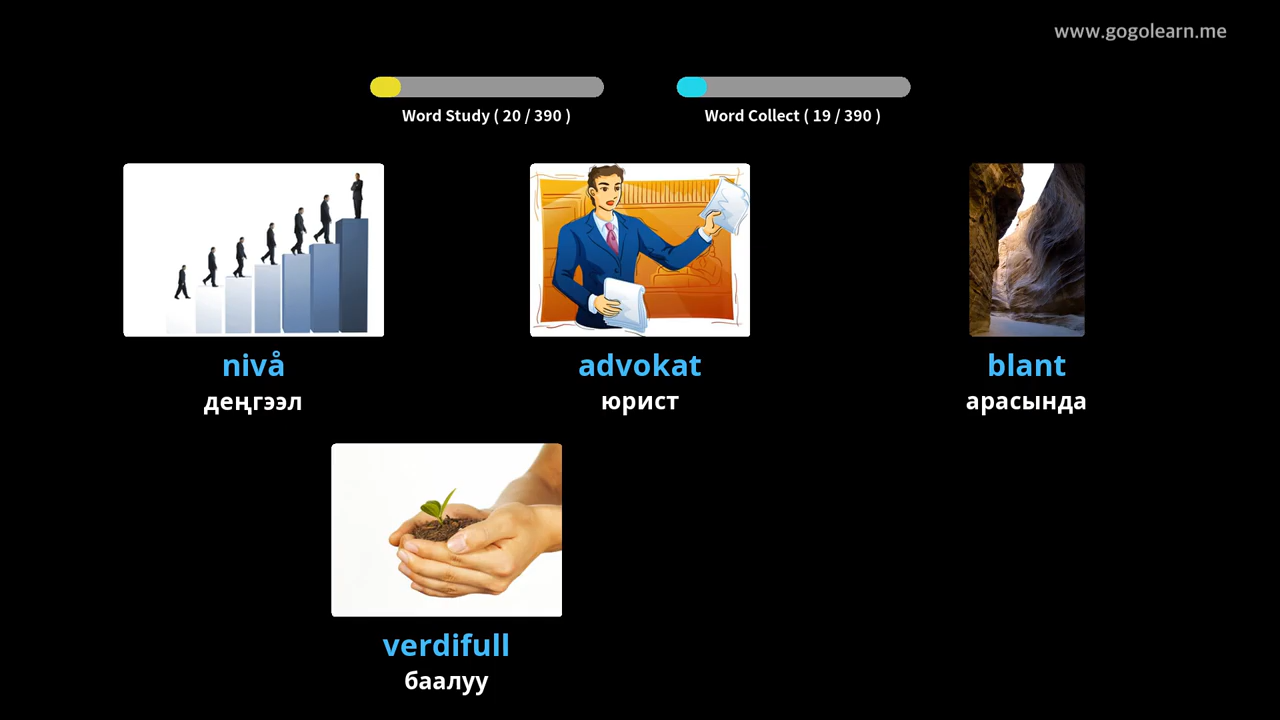 www.gogolearn.me
Word Study ( 20 / 390 )
Word Collect ( 19 / 390 )
nivå
деңгээл
advokat
юрист
blant
арасында
verdifull
баалуу